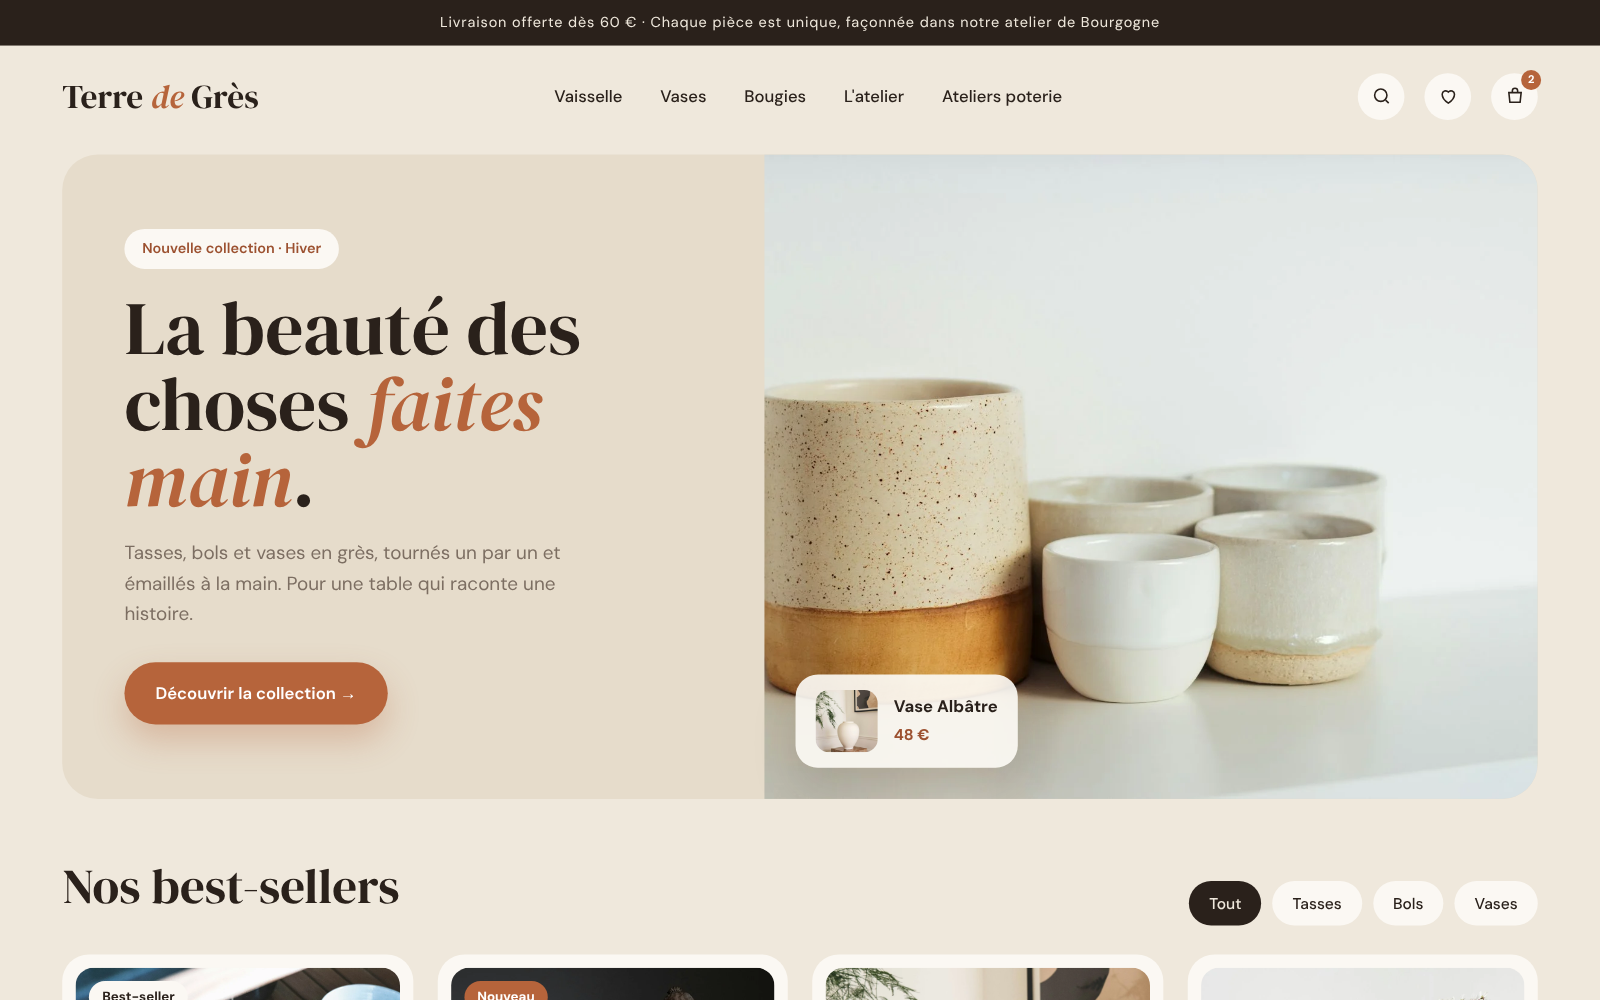 Livraison offerte dès 60 € · Chaque pièce est unique, façonnée dans notre atelier de Bourgogne
Terre de Grès
Vaisselle
Vases
Bougies
L'atelier
Ateliers poterie
2
Nouvelle collection · Hiver
La beauté des
choses faites
main.
Tasses, bols et vases en grès, tournés un par un et
émaillés à la main. Pour une table qui raconte une
histoire.
Découvrir la collection →
Vase Albâtre
48 €
Nos best-sellers
Tout
Tasses
Bols
Vases
Best-seller
Nouveau